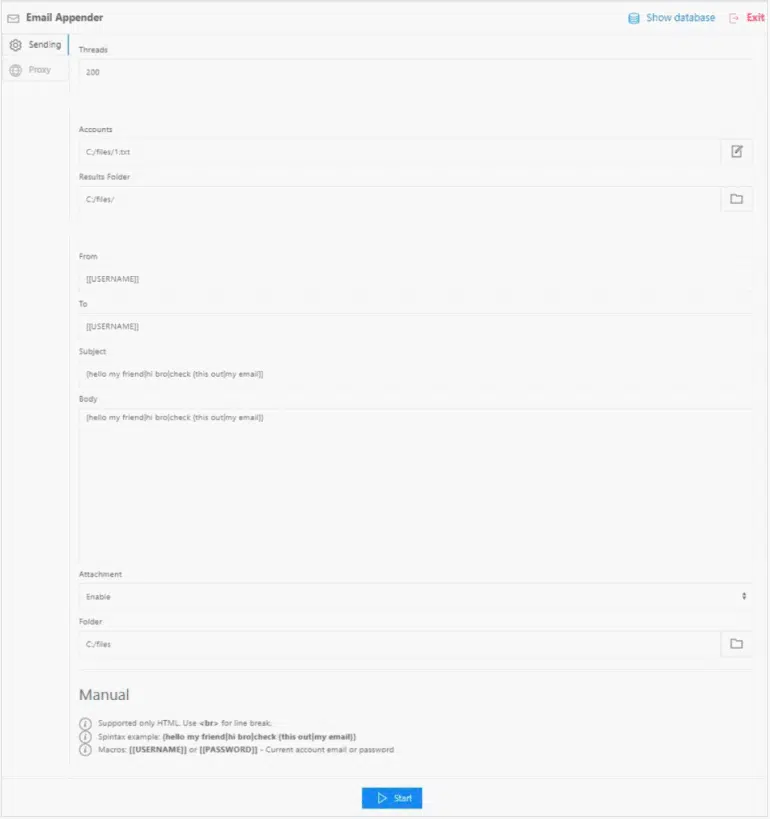 Email Appender
Show database
Exit
Sending
Proxy
Threads
200
Accounts
C:/files/1.txt
Results Folder
C:/files/
From
[[USERNAME]]
To
[[USERNAME]]
Subject
{hello my friend|hi bro|check {this out|my email}}
Body
{hello my friend|hi bro|check {this out|my email}}
Attachment
Enable
Folder
C:/files
Manual
Supported only HTML. Use <br> for line break.
Spintax example: {hello my friend|hi bro|check {this out|my email}}
Macros: [[USERNAME]] or [[PASSWORD]] - Current account email or password
Start